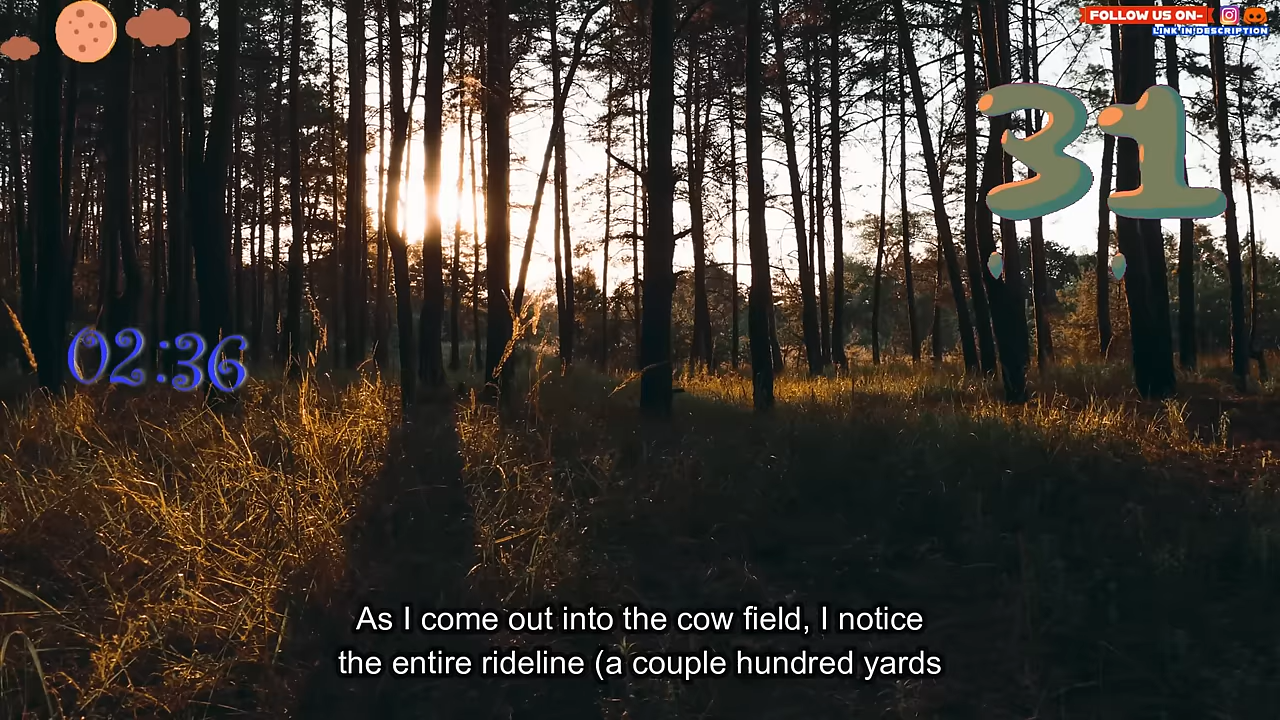 FOLLOW US ON-
LINK IN DESCRIPTION
31
02:36
As I come out into the cow field, I notice
the entire rideline (a couple hundred yards